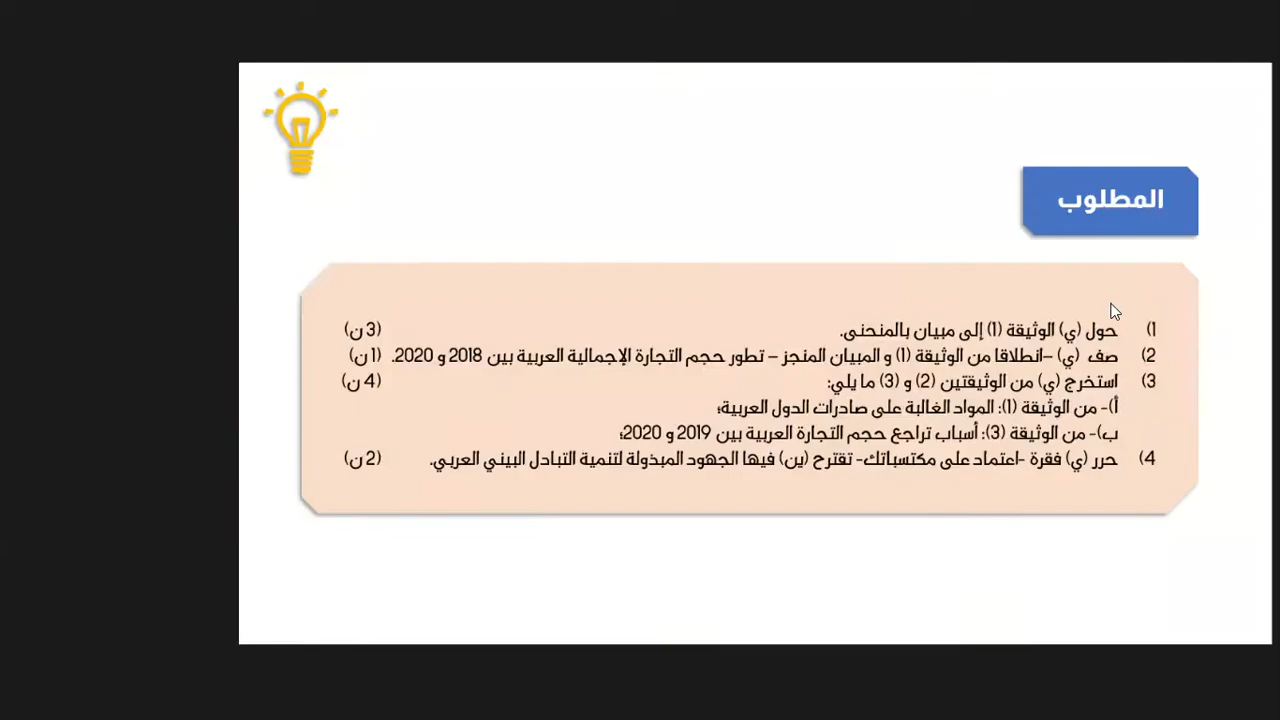 المطلوب
1) حول (ي) الوثيقة (1) إلى مبيان بالمنحنى. (3 ن)
2) صف (ي) –انطلاقا من الوثيقة (1) و المبيان المنجز – تطور حجم التجارة الإجمالية العربية بين 2018 و 2020. (1 ن)
3) استخرج (ي) من الوثيقتين (2) و (3) ما يلي: (4 ن)
أ)- من الوثيقة (1): المواد الغالبة على صادرات الدول العربية؛
ب)- من الوثيقة (3): أسباب تراجع حجم التجارة العربية بين 2019 و 2020؛
4) حرر (ي) فقرة -اعتماد على مكتسباتك- تقترح (ين) فيها الجهود المبذولة لتنمية التبادل البيني العربي. (2 ن)